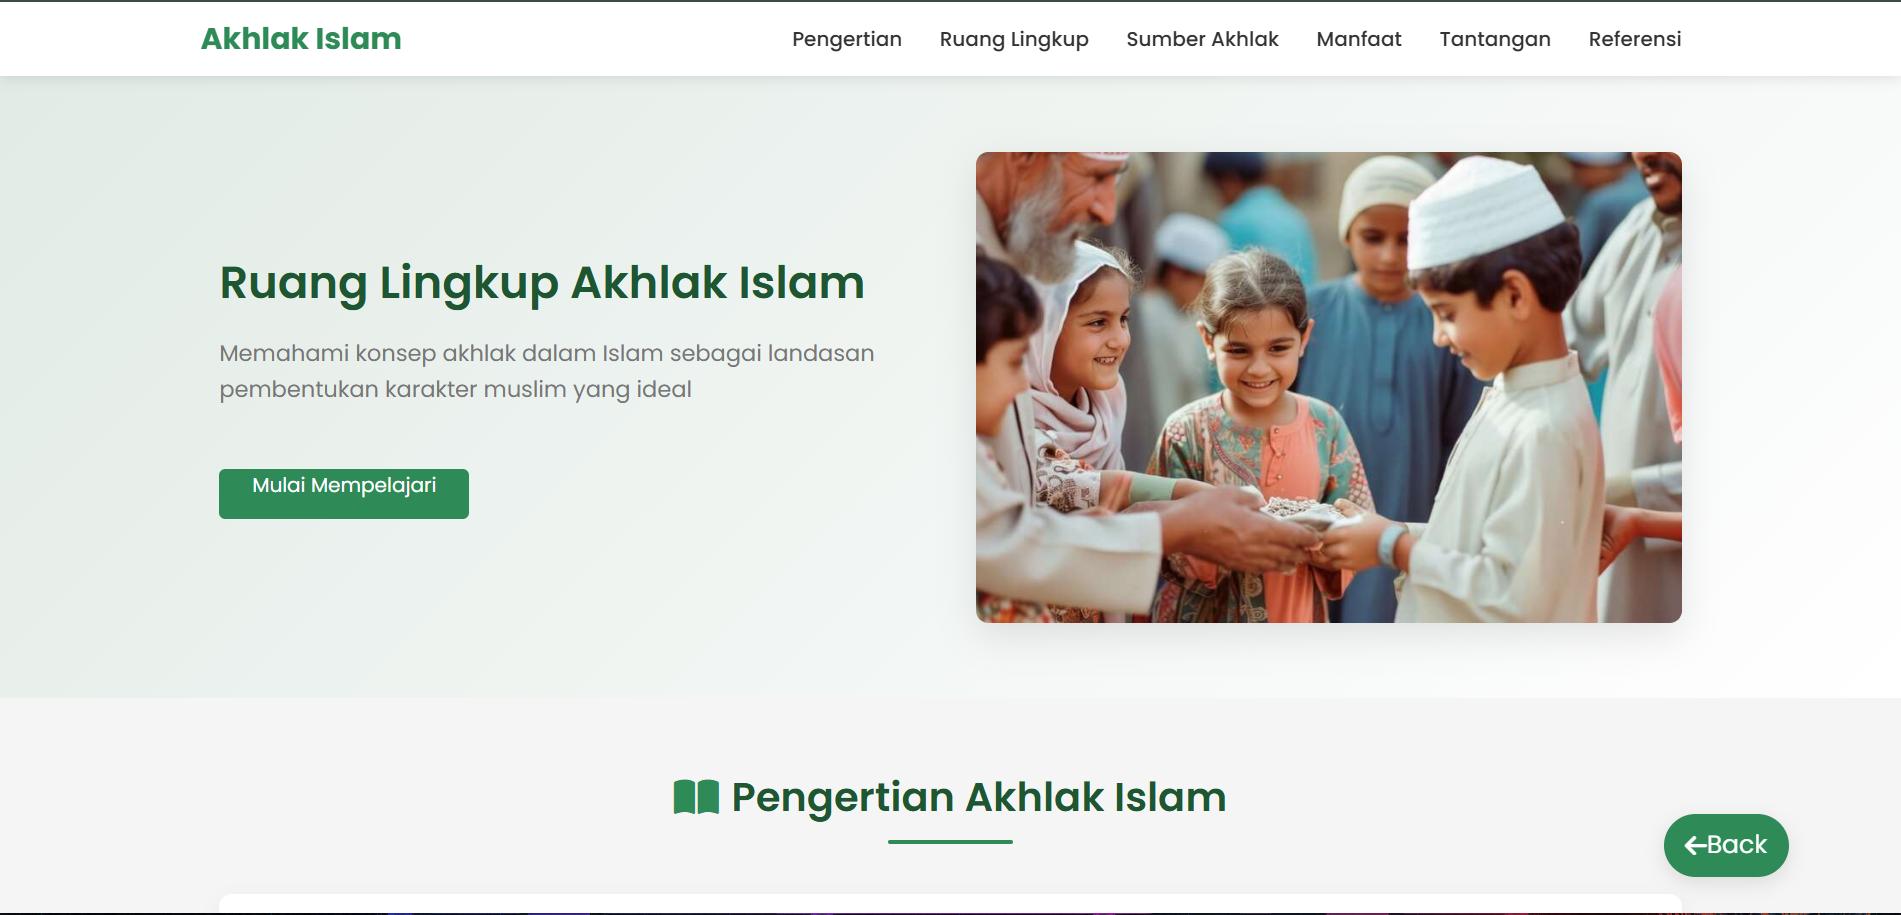 Akhlak Islam
Pengertian
Ruang Lingkup
Sumber Akhlak
Manfaat
Tantangan
Referensi
Ruang Lingkup Akhlak Islam
Memahami konsep akhlak dalam Islam sebagai landasan
pembentukan karakter muslim yang ideal
Mulai Mempelajari
Pengertian Akhlak Islam
Back